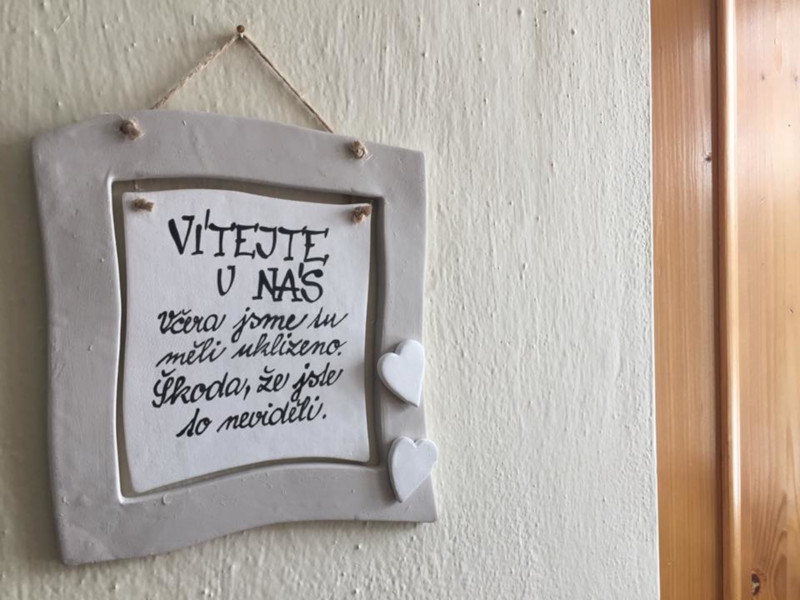 VÍTEJTE
U NÁS
Včera jsme tu
měli uklizeno.
Škoda, že jste
to neviděli.